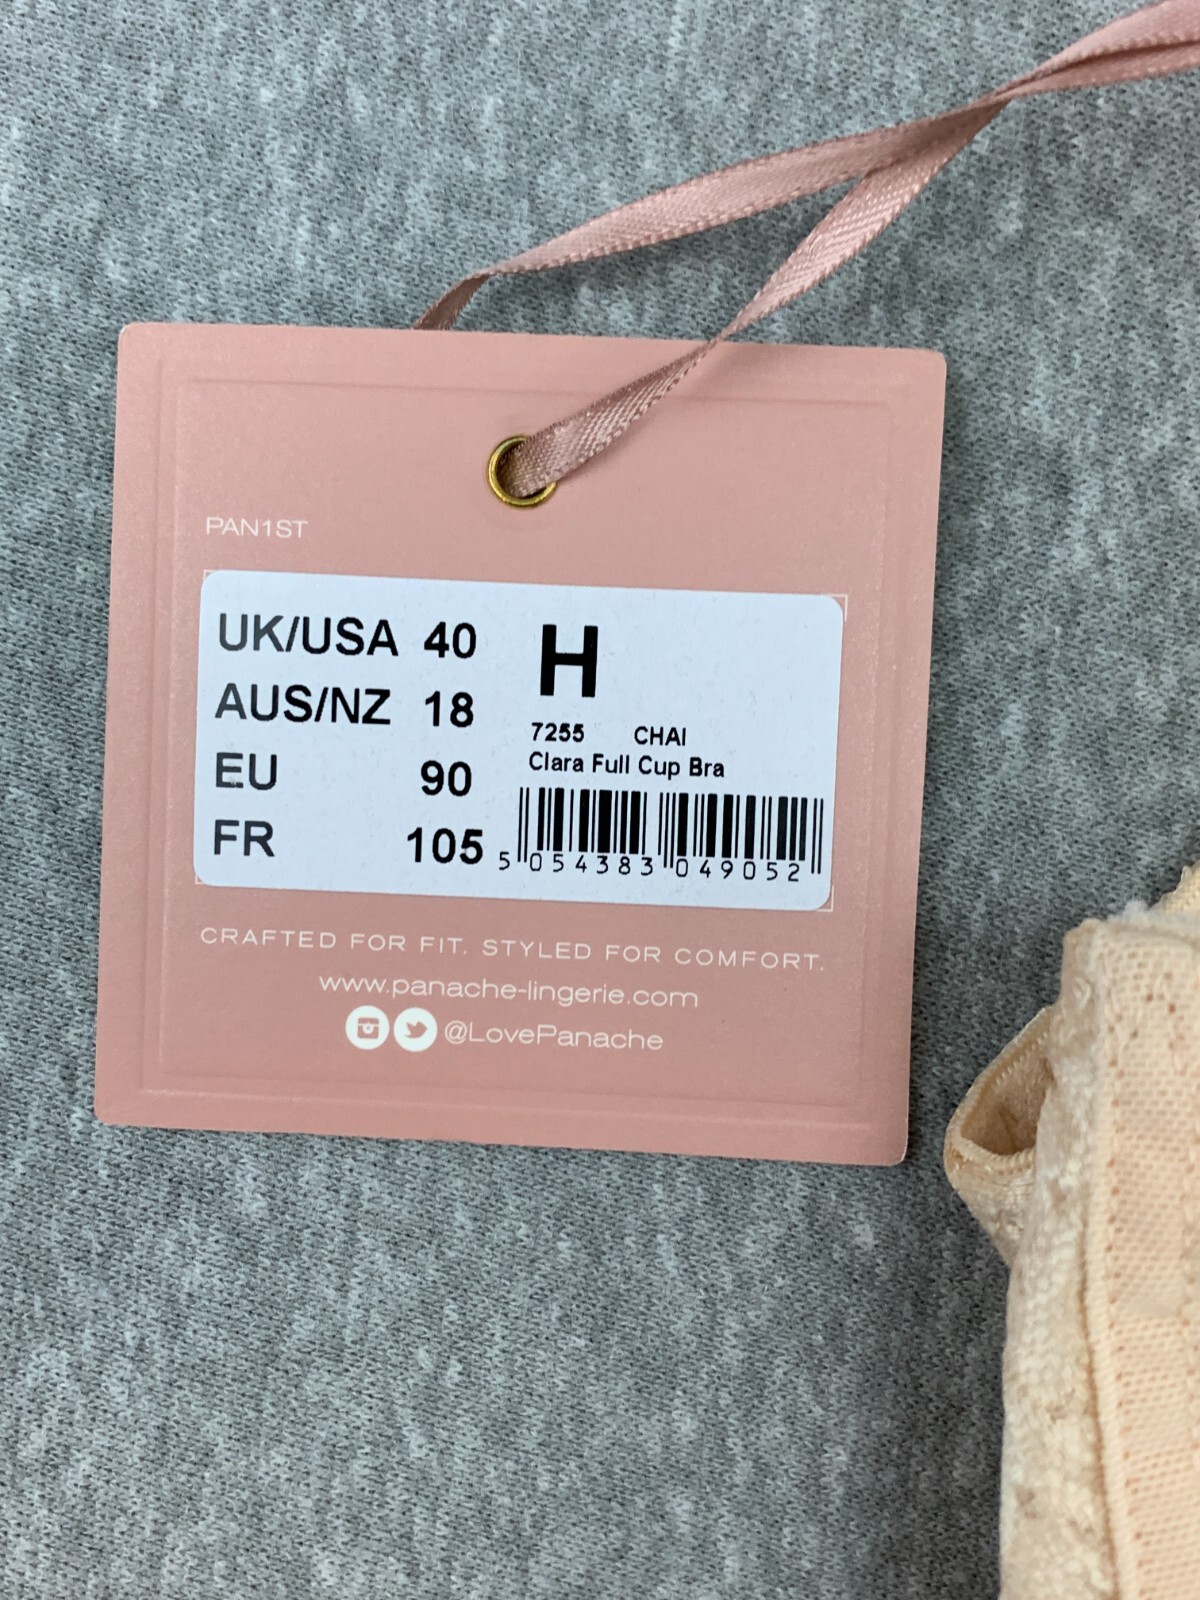 PAN1ST
UK/USA 40 H
AUS/NZ 18
7255 CHAI
Clara Full Cup Bra
EU 90
FR 105
5 054383 049052
CRAFTED FOR FIT. STYLED FOR COMFORT.
www.panache-lingerie.com
@LovePanache